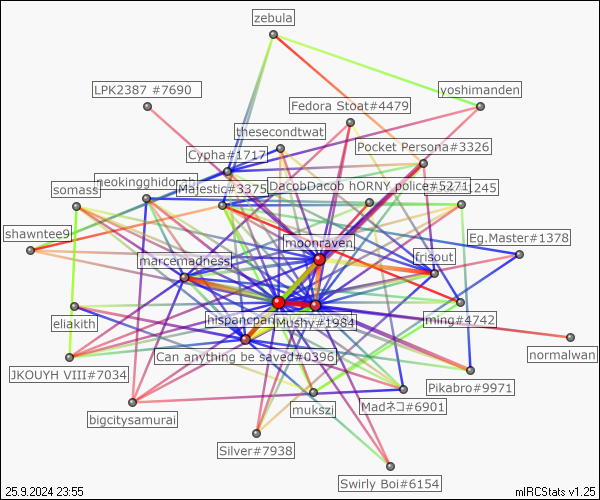 zebula
LPK2387 #7690
yoshimanden
Fedora Stoat#4479
thesecondtwat
Pocket Persona#3326
Cypha#1717
neokingghidorah
Majestic#3375
DacobDacob hORNY police#5271
1245
somass
shawntee9
moonraven
Eg.Master#1378
marcemadness
frisout
hispancpar
Mushy#1984
ming#4742
eliakith
Can anything be saved#0396
normalwan
JKOUYH VIII#7034
Pikabro#9971
mukszi
Madネコ#6901
bigcitysamurai
Silver#7938
Swirly Boi#6154
25.9.2024 23:55
mIRCStats v1.25